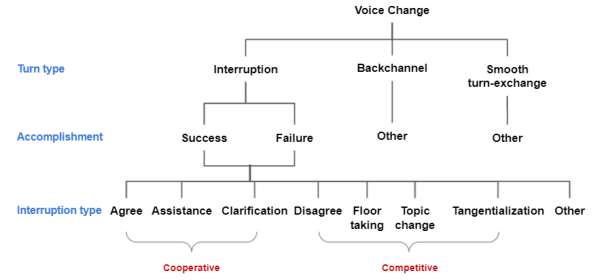 Voice Change
Turn type
Interruption
Backchannel
Smooth
turn-exchange
Accomplishment
Success
Failure
Other
Other
Interruption type
Agree
Assistance
Clarification
Disagree
Floor
taking
Topic
change
Tangentialization
Other
Cooperative
Competitive